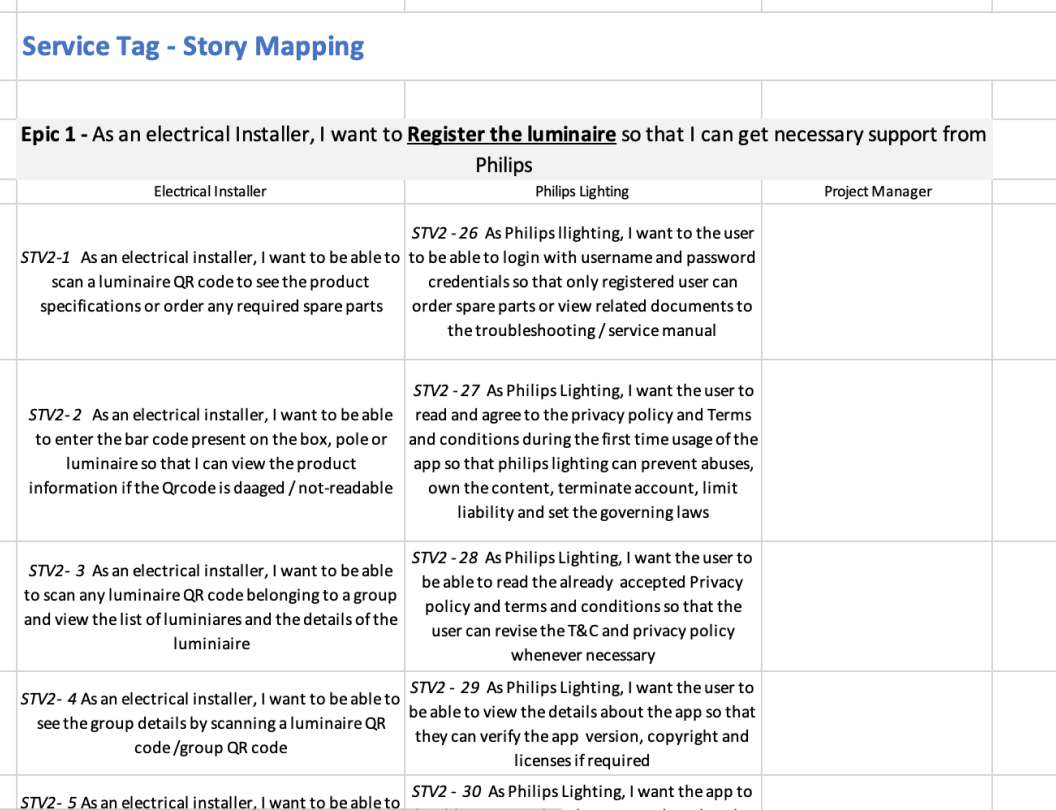 Service Tag - Story Mapping
Epic 1 - As an electrical Installer, I want to Register the luminaire so that I can get necessary support from
Philips
Electrical Installer
Philips Lighting
Project Manager
STV2-1 As an electrical installer, I want to be able to
scan a luminaire QR code to see the product
specifications or order any required spare parts
STV2 - 26 As Philips llighting, I want to the user
to be able to login with username and password
credentials so that only registered user can
order spare parts or view related documents to
the troubleshooting / service manual
STV2- 2 As an electrical installer, I want to be able
to enter the bar code present on the box, pole or
luminaire so that I can view the product
information if the Qrcode is daaged / not-readable
STV2 - 27 As Philips Lighting, I want the user to
read and agree to the privacy policy and Terms
and conditions during the first time usage of the
app so that philips lighting can prevent abuses,
own the content, terminate account, limit
liability and set the governing laws
STV2- 3 As an electrical installer, I want to be able
to scan any luminaire QR code belonging to a group
and view the list of luminiares and the details of the
luminiaire
STV2 - 28 As Philips Lighting, I want the user to
be able to read the already accepted Privacy
policy and terms and conditions so that the
user can revise the T&C and privacy policy
whenever necessary
STV2- 4 As an electrical installer, I want to be able to
see the group details by scanning a luminaire QR
code /group QR code
STV2 - 29 As Philips Lighting, I want the user to
be able to view the details about the app so that
they can verify the app version, copyright and
licenses if required
STV2- 5 As an electrical installer, I want to be able to
STV2 - 30 As Philips Lighting, I want the app to